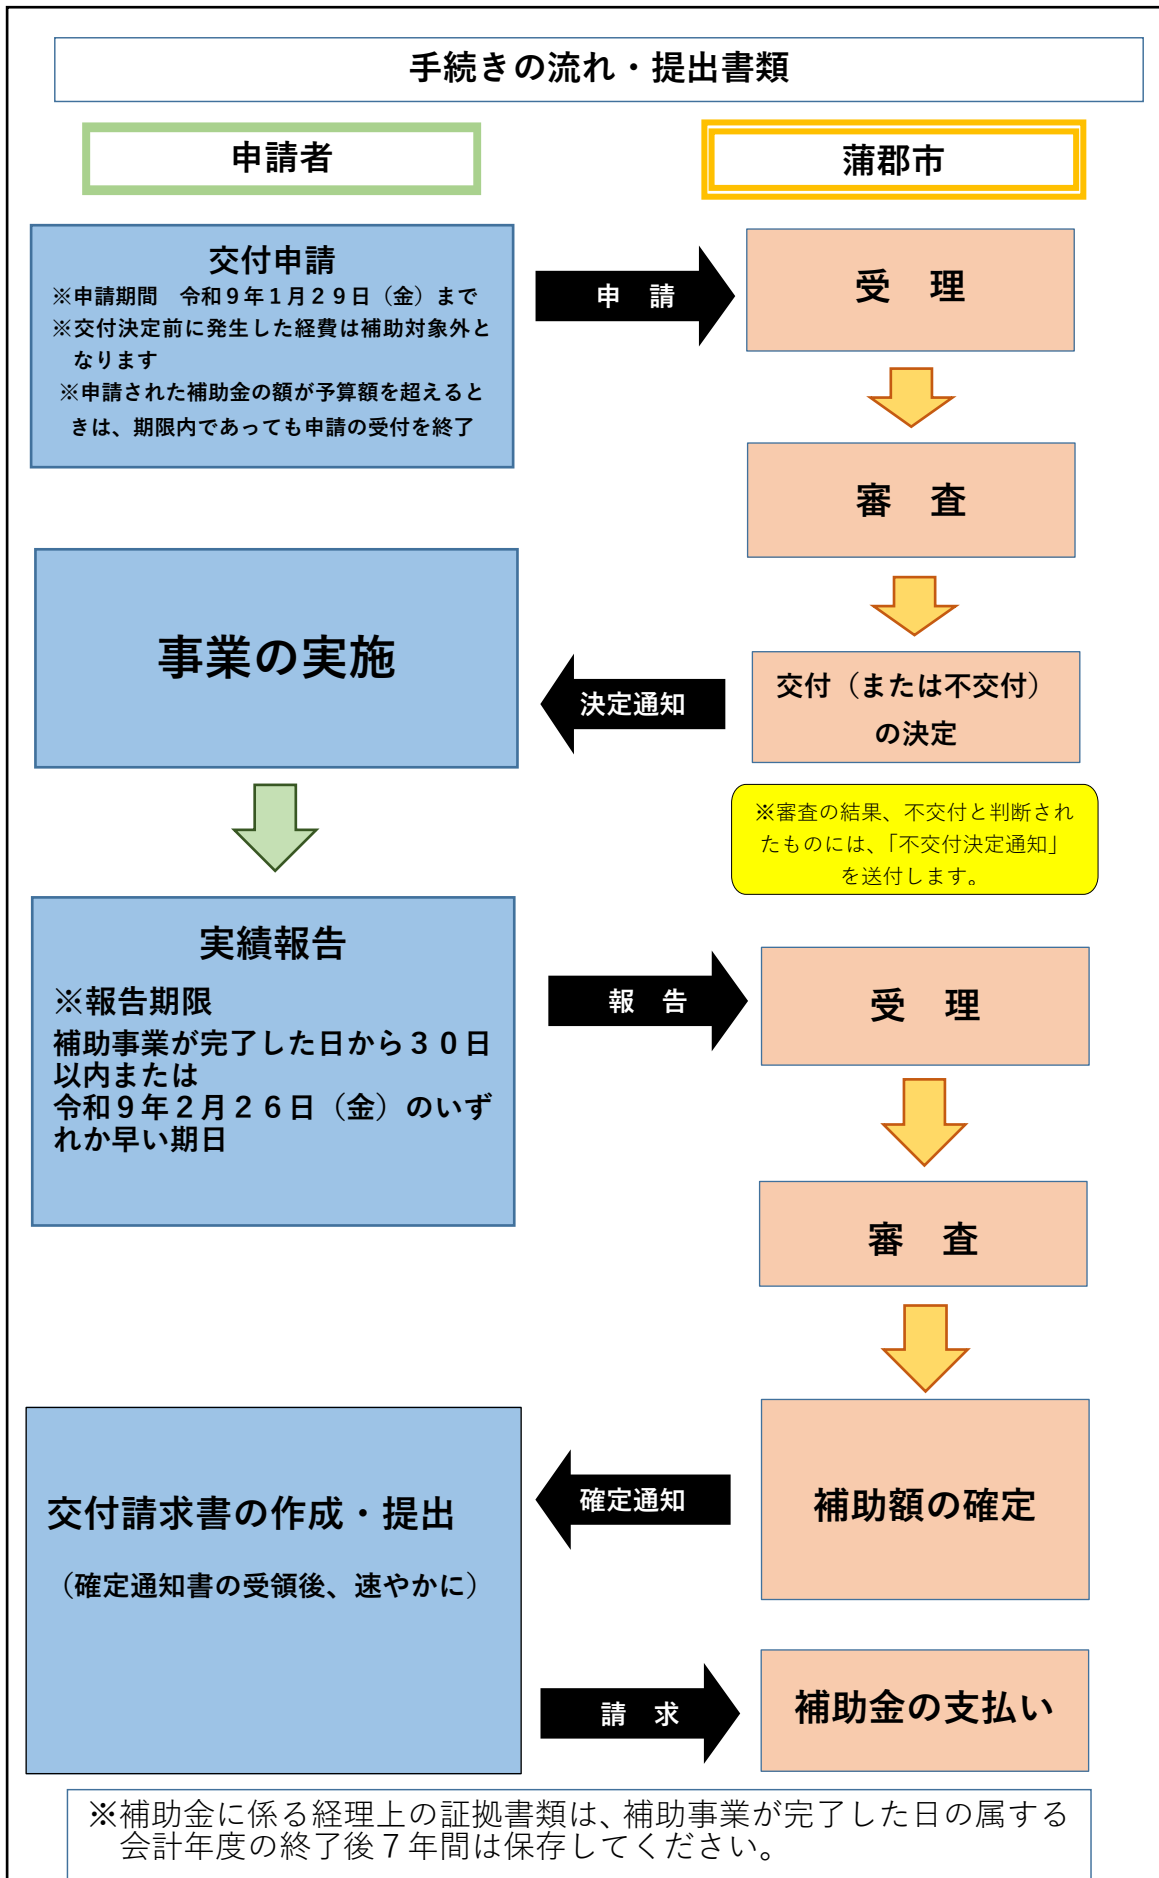 手続きの流れ・提出書類
申請者
蒲郡市
交付申請
※申請期間　令和９年１月２９日（金）まで
※交付決定前に発生した経費は補助対象外と
なります
※申請された補助金の額が予算額を超えると
きは、期限内であっても申請の受付を終了
申　請
受　理
審　査
事業の実施
決定通知
交付（または不交付）
の決定
※審査の結果、不交付と判断され
たものには、「不交付決定通知」
を送付します。
実績報告
※報告期限
補助事業が完了した日から３０日
以内または
令和９年２月２６日（金）のいず
れか早い期日
報　告
受　理
審　査
交付請求書の作成・提出
（確定通知書の受領後、速やかに）
確定通知
補助額の確定
請　求
補助金の支払い
※補助金に係る経理上の証拠書類は、補助事業が完了した日の属する
会計年度の終了後７年間は保存してください。